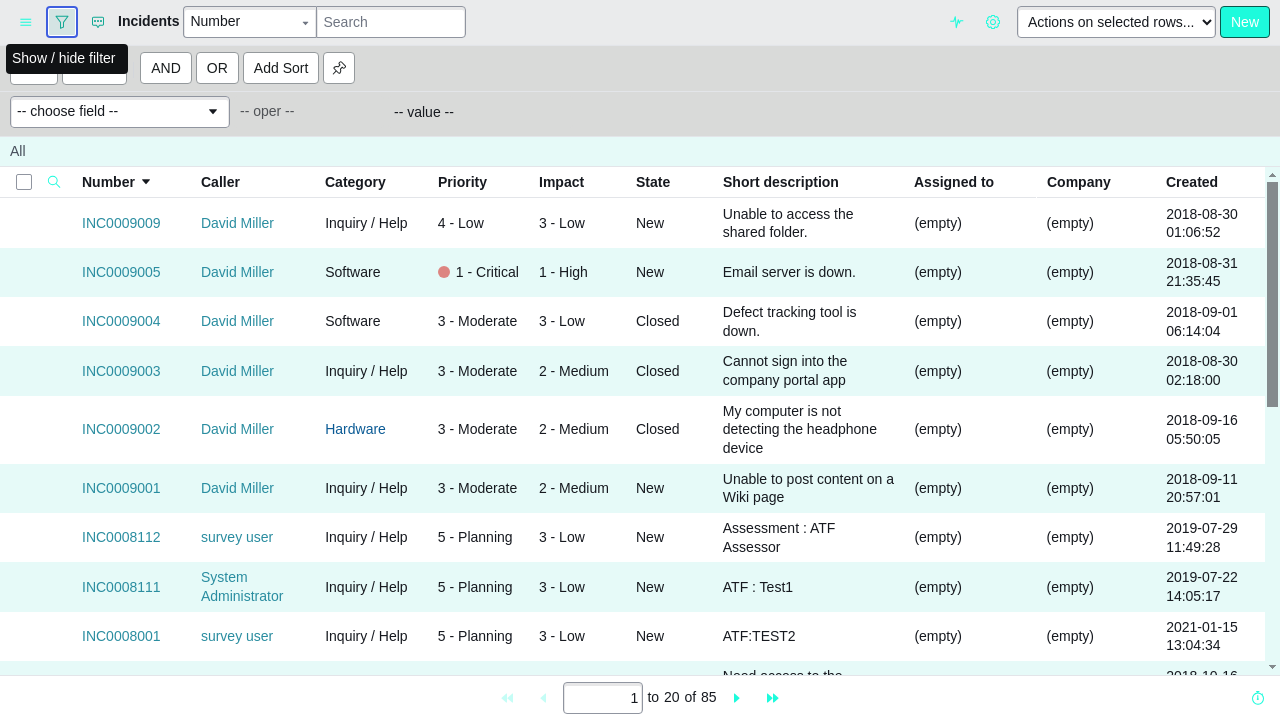 Incidents Number Search Actions on selected rows... New
Show / hide filter
AND OR Add Sort
-- choose field -- -- oper -- -- value --
All
Number Caller Category Priority Impact State Short description Assigned to Company Created
INC0009009 David Miller Inquiry / Help 4 - Low 3 - Low New Unable to access the shared folder. (empty) (empty) 2018-08-30 01:06:52
INC0009005 David Miller Software 1 - Critical 1 - High New Email server is down. (empty) (empty) 2018-08-31 21:35:45
INC0009004 David Miller Software 3 - Moderate 3 - Low Closed Defect tracking tool is down. (empty) (empty) 2018-09-01 06:14:04
INC0009003 David Miller Inquiry / Help 3 - Moderate 2 - Medium Closed Cannot sign into the company portal app (empty) (empty) 2018-08-30 02:18:00
INC0009002 David Miller Hardware 3 - Moderate 2 - Medium Closed My computer is not detecting the headphone device (empty) (empty) 2018-09-16 05:50:05
INC0009001 David Miller Inquiry / Help 3 - Moderate 2 - Medium New Unable to post content on a Wiki page (empty) (empty) 2018-09-11 20:57:01
INC0008112 survey user Inquiry / Help 5 - Planning 3 - Low New Assessment : ATF Assessor (empty) (empty) 2019-07-29 11:49:28
INC0008111 System Administrator Inquiry / Help 5 - Planning 3 - Low New ATF : Test1 (empty) (empty) 2019-07-22 14:05:17
INC0008001 survey user Inquiry / Help 5 - Planning 3 - Low New ATF:TEST2 (empty) (empty) 2021-01-15 13:04:34
Need access to the 2018-10-16
1 to 20 of 85